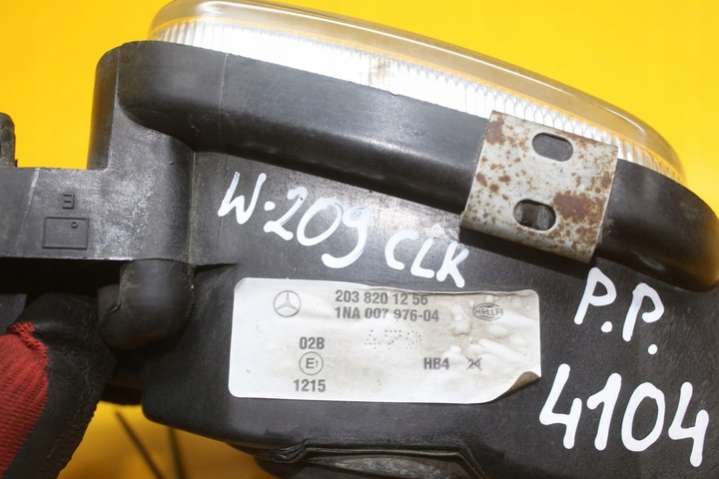 W-209 CLK
203 820 12 56
1NA 007 976-04
HELLA
02B
E1
HB4
1215
P.P.
4104